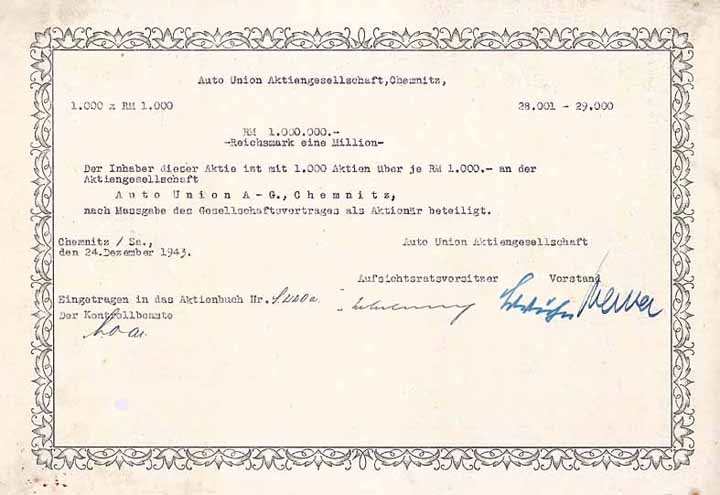 Auto Union Aktiengesellschaft,Chemnitz,
1.000 x RM 1.000 28.001 - 29.000
RM 1.000.000.-
-Reichsmark eine Million-
Der Inhaber dieser Aktie ist mit 1.000 Aktien über je RM 1.000.- an der
Aktiengesellschaft
Auto Union A-G., Chemnitz,
nach Massgabe des Gesellschaftsvertrages als Aktionär beteiligt.
Chemnitz / Sa., Auto Union Aktiengesellschaft
den 24.Dezember 1943.
Aufsichtsratsvorsitzer Vorstand
Eingetragen in das Aktienbuch Nr.
Der Kontrollbeamte